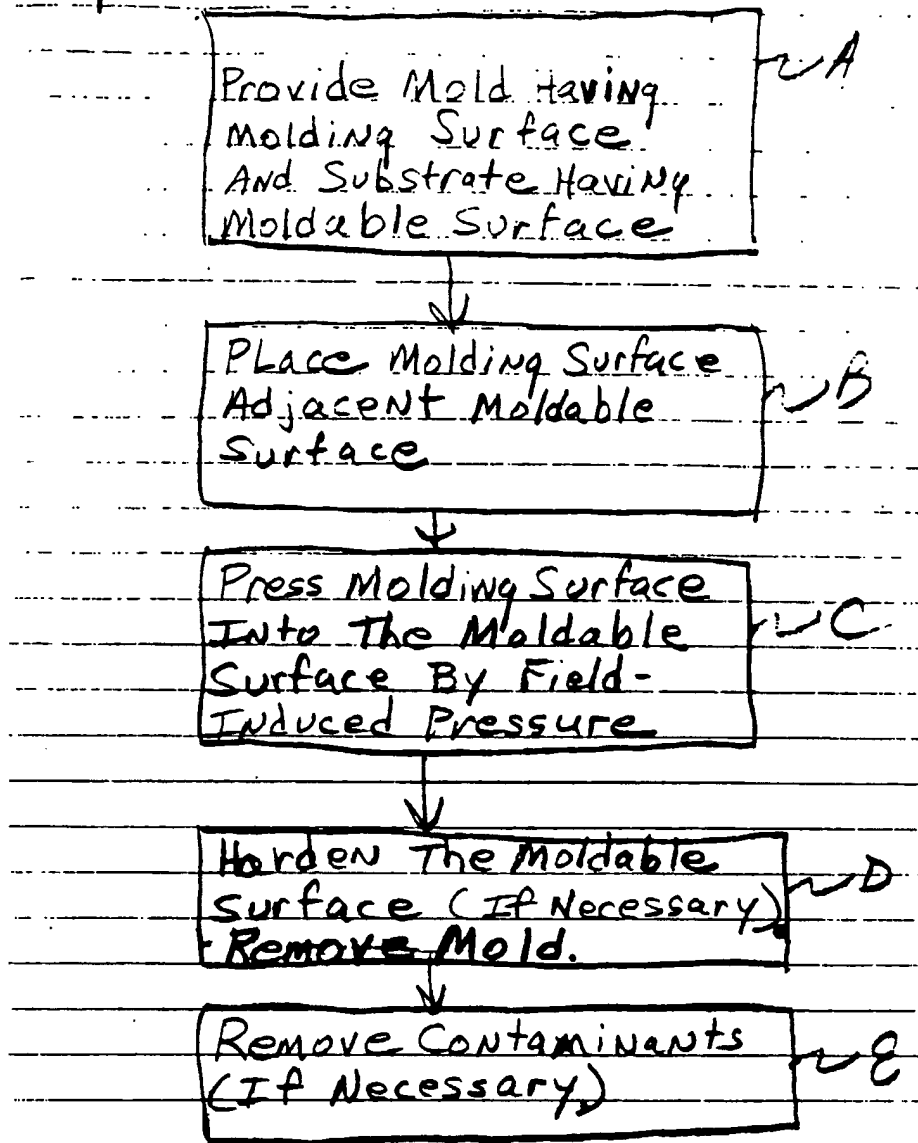 Provide Mold Having
Molding Surface
And Substrate Having
Moldable Surface
A
Place Molding Surface
Adjacent Moldable
Surface
B
Press Molding Surface
Into The Moldable
Surface By Field-
Induced Pressure
C
Harden The Moldable
Surface (If Necessary).
Remove Mold.
D
Remove Contaminants
(If Necessary)
E